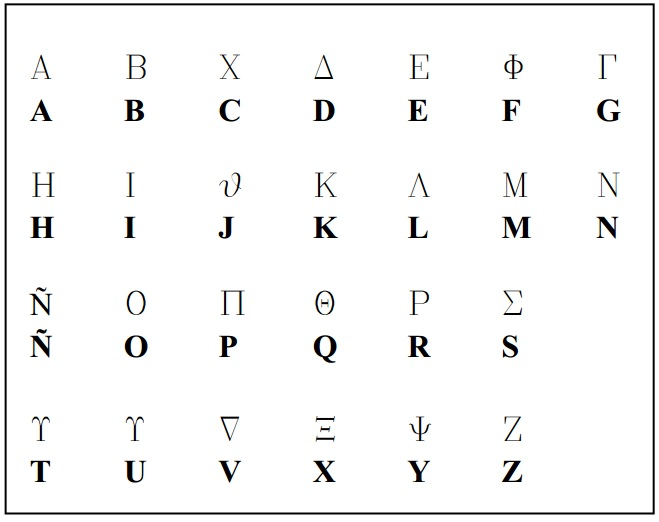 Α Β Χ Δ Ε Φ Γ
A B C D E F G
Η Ι ϑ Κ Λ Μ Ν
H I J K L M N
Ñ Ο Π Θ Ρ Σ
Ñ O P Q R S
ϒ ϒ ∇ Ξ Ψ Ζ
T U V X Y Z